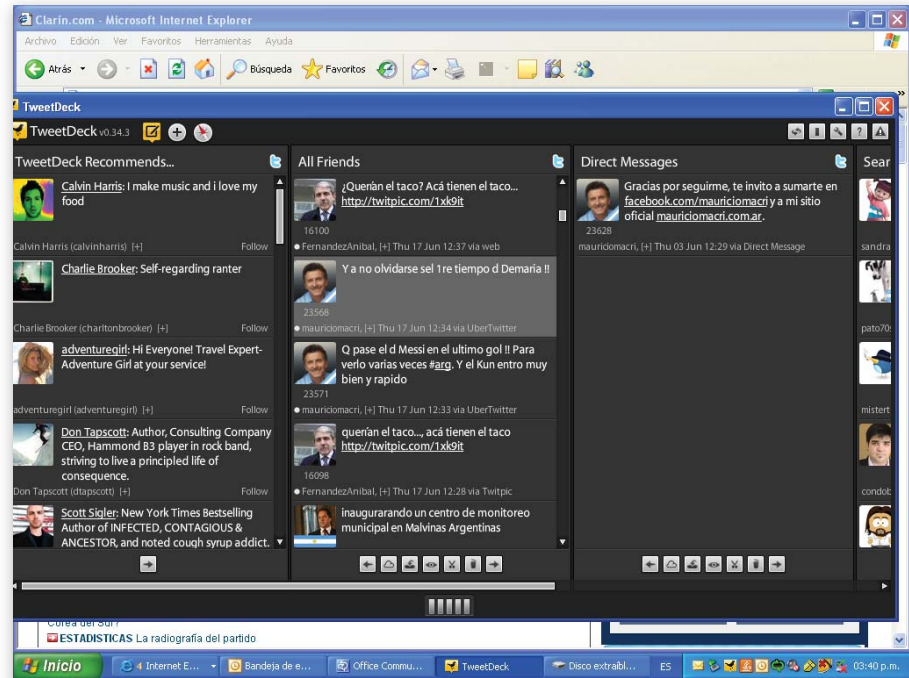 Clarín.com - Microsoft Internet Explorer
Archivo Edición Ver Favoritos Herramientas Ayuda
Atrás Búsqueda Favoritos
TweetDeck
TweetDeck v0.34.3
TweetDeck Recommends...
Calvin Harris: I make music and i love my
food
Calvin Harris (calvinharris) [+] Follow
Charlie Brooker: Self-regarding ranter
Charlie Brooker (charltonbrooker) [+] Follow
adventuregirl: Hi Everyone! Travel Expert-
Adventure Girl at your service!
adventuregirl (adventuregirl) [+] Follow
Don Tapscott: Author, Consulting Company
CEO, Hammond B3 player in rock band,
striving to live a principled life of
consequence.
Don Tapscott (dtapscott) [+] Follow
Scott Sigler: New York Times Bestselling
Author of INFECTED, CONTAGIOUS &
ANCESTOR, and noted cough syrup addict.
All Friends
¿Querían el taco? Acá tienen el taco...
http://twitpic.com/1xk9it
16100
FernandezAnibal, [+] Thu 17 Jun 12:37 via web
Y a no olvidarse sel 1re tiempo d Demaria !!
23568
mauriciomacri, [+] Thu 17 Jun 12:34 via UberTwitter
Q pase el d Messi en el ultimo gol !! Para
verlo varias veces #arg. Y el Kun entro muy
bien y rapido
23571
mauriciomacri, [+] Thu 17 Jun 12:33 via UberTwitter
querían el taco..., acá tienen el taco
http://twitpic.com/1xk9it
16098
FernandezAnibal, [+] Thu 17 Jun 12:28 via Twitpic
inaugurarando un centro de monitoreo
municipal en Malvinas Argentinas
Direct Messages
Gracias por seguirme, te invito a sumarte en
facebook.com/mauriciomacri y a mi sitio
oficial mauriciomacri.com.ar.
23628
mauriciomacri, [+] Thu 03 Jun 12:29 via Direct Message
Sear
sandra
pato70s
mistert
condob
Corea del Sur?
ESTADISTICAS La radiografía del partido
Inicio 4 Internet E... Bandeja de e... Office Commu... TweetDeck Disco extraíbl... ES 03:40 p.m.